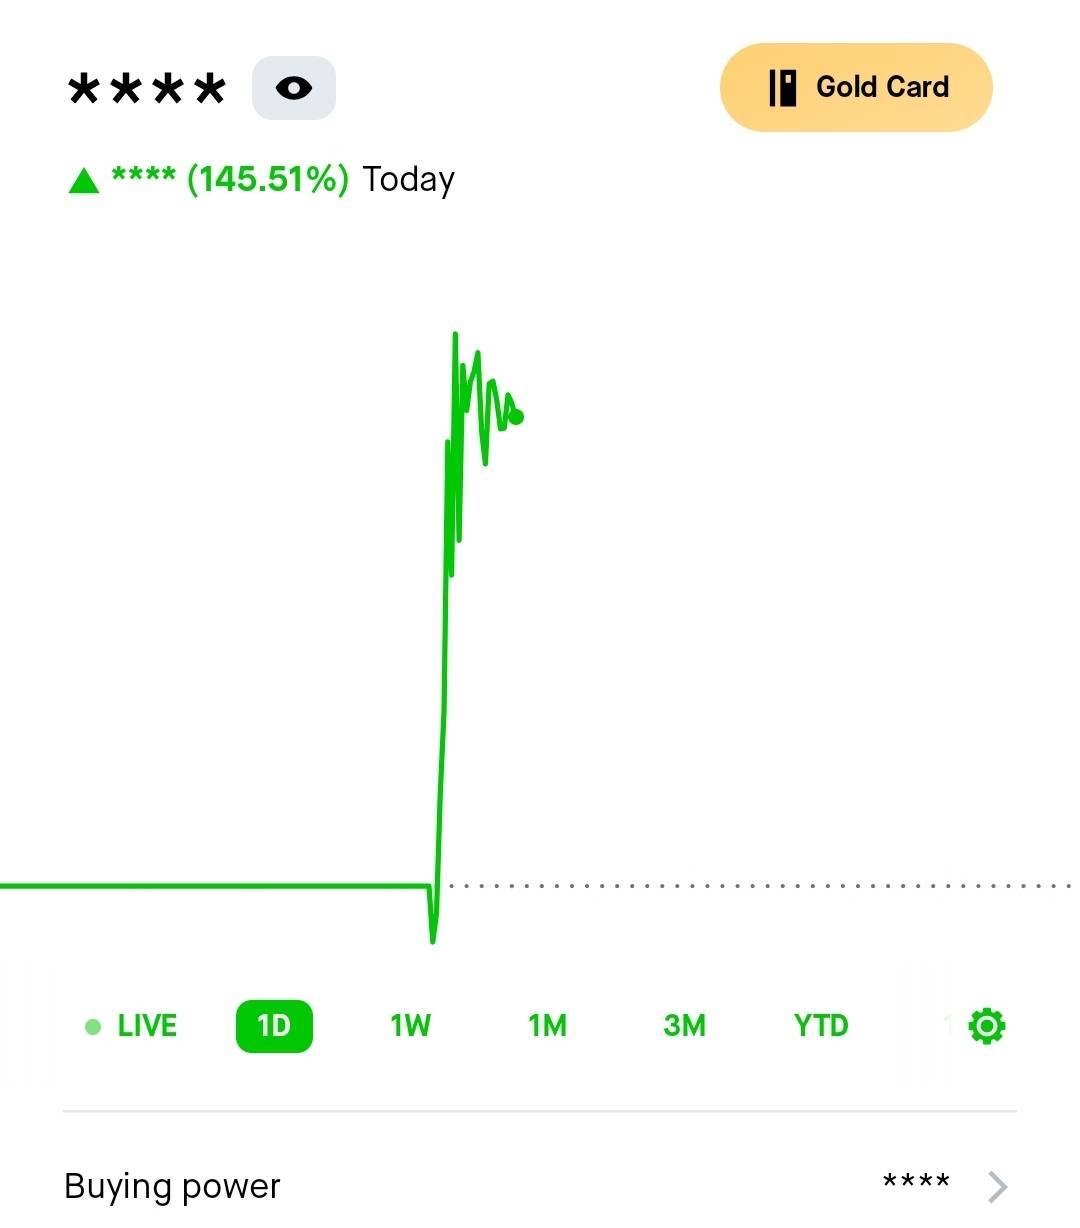 **** Gold Card
▲ **** (145.51%) Today
LIVE 1D 1W 1M 3M YTD
Buying power ****